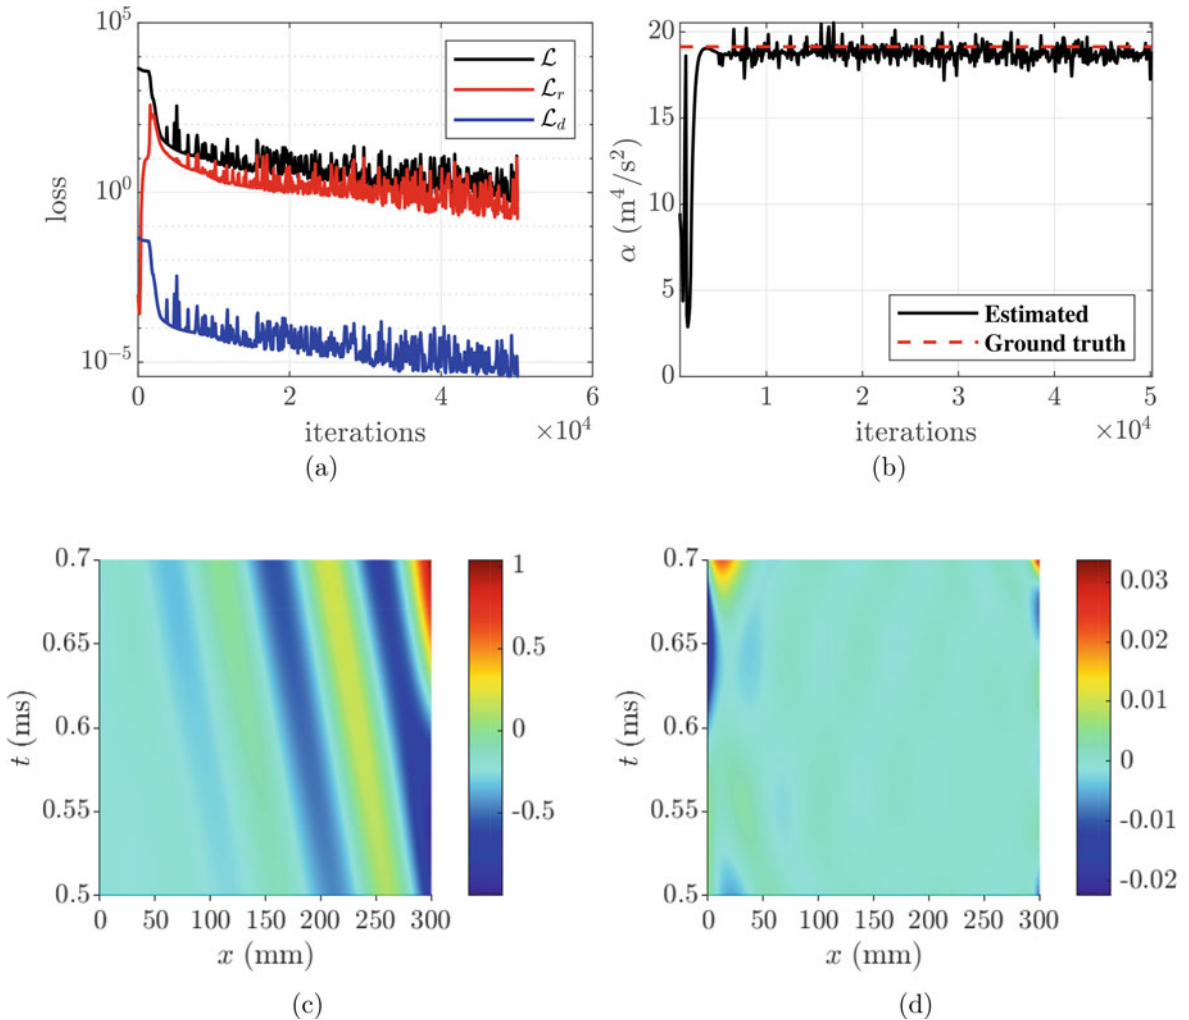 10^5
10^0
10^-5
loss
ℒ
ℒ_r
ℒ_d
0 2 4 6
iterations ×10^4
(a)
20
15
10
5
0
α (m^4/s^2)
Estimated
Ground truth
1 2 3 4 5
iterations ×10^4
(b)
0.7
0.65
0.6
0.55
0.5
t (ms)
0 50 100 150 200 250 300
x (mm)
1
0.5
0
-0.5
(c)
0.7
0.65
0.6
0.55
0.5
t (ms)
0 50 100 150 200 250 300
x (mm)
0.03
0.02
0.01
0
-0.01
-0.02
(d)